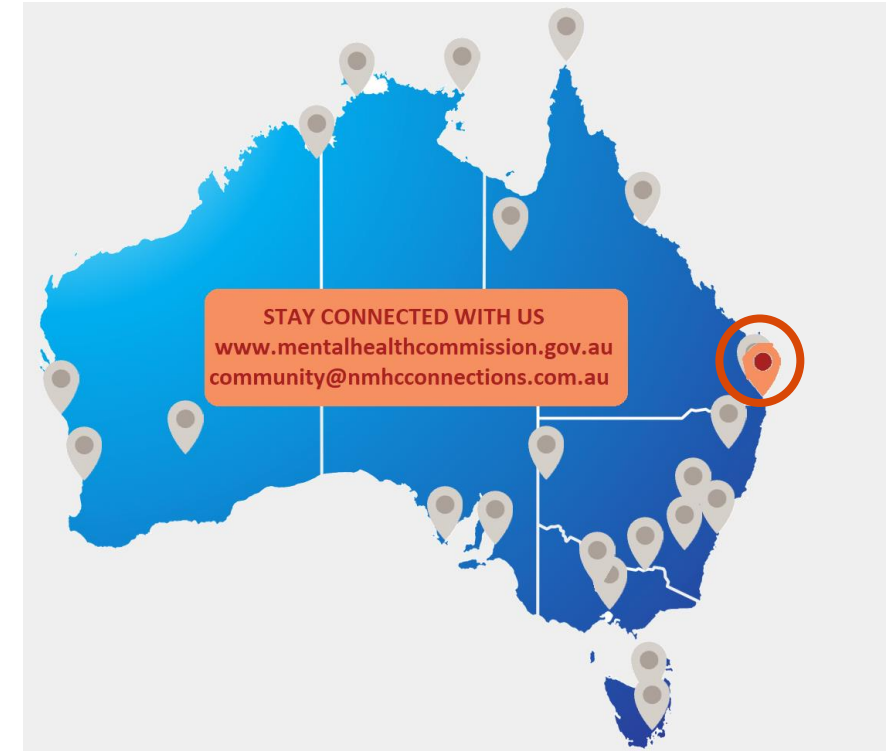 STAY CONNECTED WITH US
www.mentalhealthcommission.gov.au
community@nmhcconnections.com.au